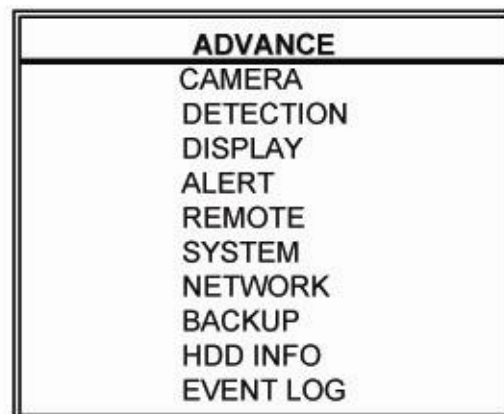 ADVANCE
CAMERA
DETECTION
DISPLAY
ALERT
REMOTE
SYSTEM
NETWORK
BACKUP
HDD INFO
EVENT LOG